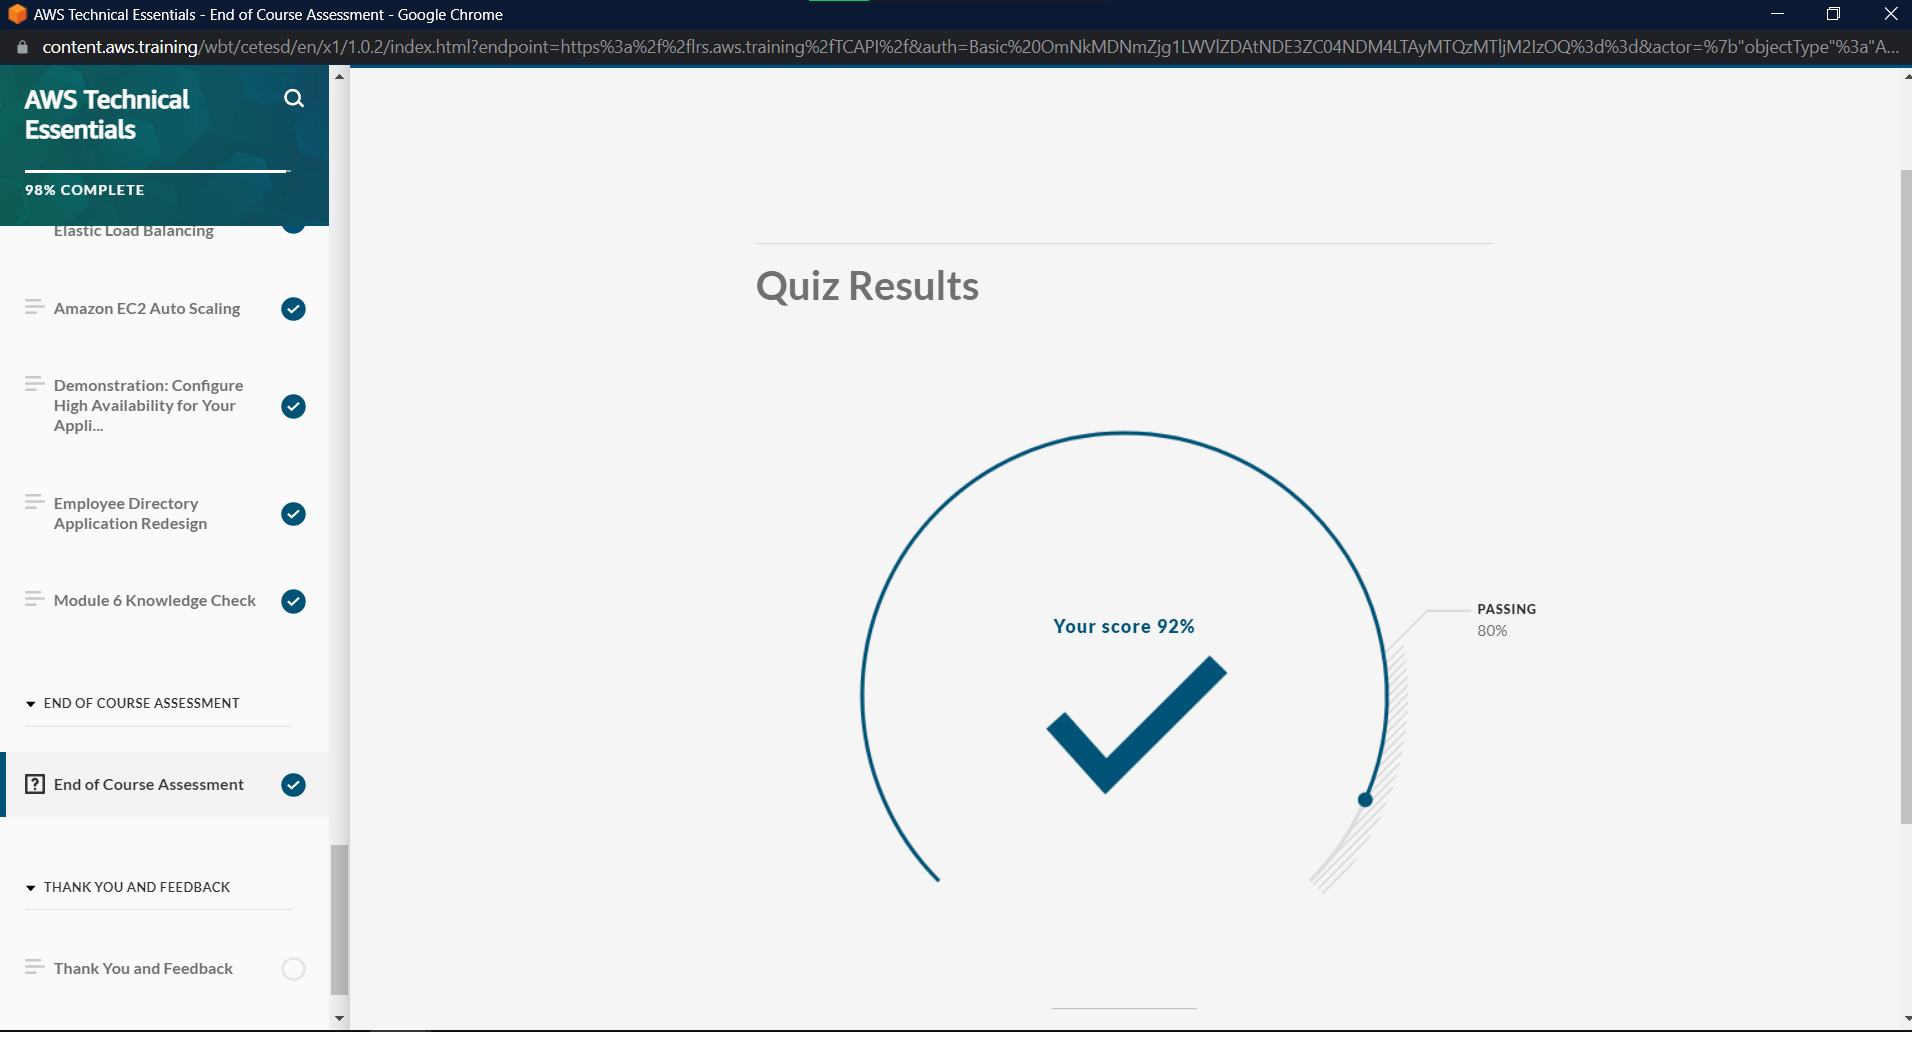 AWS Technical Essentials - End of Course Assessment - Google Chrome
content.aws.training/wbt/cetesd/en/x1/1.0.2/index.html?endpoint=https%3a%2f%2flrs.aws.training%2fTCAPI%2f&auth=Basic%20OmNkMDNmZjg1LWVlZDAtNDE3ZC04NDM4LTAyMTQzMTljM2IzOQ%3d%3d&actor=%7b"objectType"%3a"A...
AWS Technical
Essentials
98% COMPLETE
Elastic Load Balancing
Amazon EC2 Auto Scaling
Demonstration: Configure
High Availability for Your
Appli...
Employee Directory
Application Redesign
Module 6 Knowledge Check
END OF COURSE ASSESSMENT
End of Course Assessment
THANK YOU AND FEEDBACK
Thank You and Feedback
Quiz Results
Your score 92%
PASSING
80%